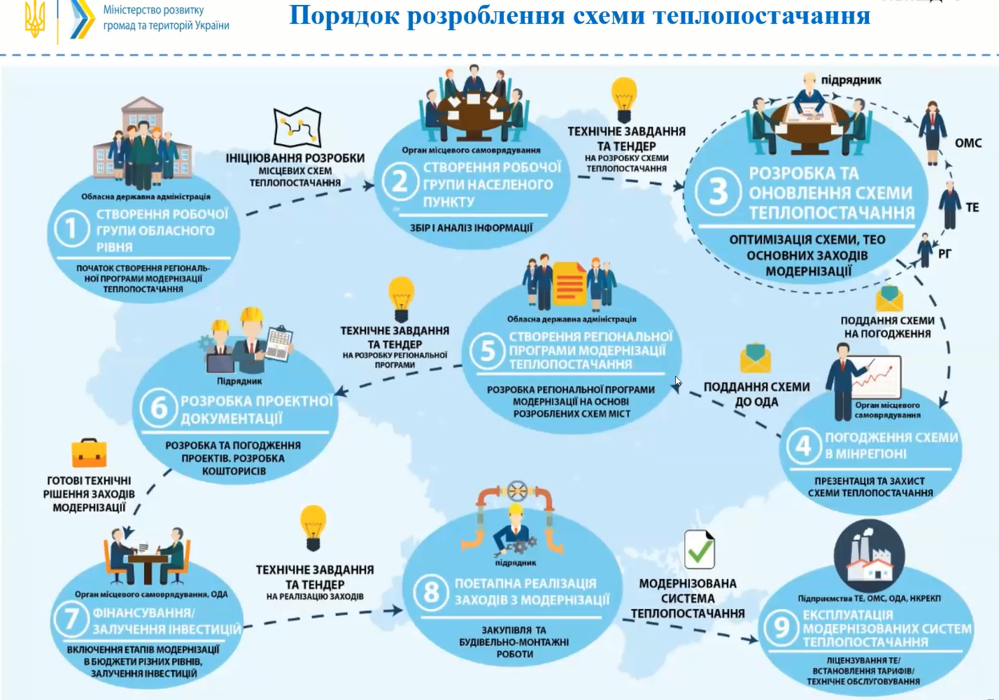 Міністерство розвитку
громад та територій України
Порядок розроблення схеми теплопостачання
Обласна державна адміністрація
1
СТВОРЕННЯ РОБОЧОЇ
ГРУПИ ОБЛАСНОГО
РІВНЯ
ПОЧАТОК СТВОРЕННЯ РЕГІОНАЛЬ-
НОЇ ПРОГРАМИ МОДЕРНІЗАЦІЇ
ТЕПЛОПОСТАЧАННЯ
ІНІЦІЮВАННЯ РОЗРОБКИ
МІСЦЕВИХ СХЕМ
ТЕПЛОПОСТАЧАННЯ
Орган місцевого самоврядування
2
СТВОРЕННЯ РОБОЧОЇ
ГРУПИ НАСЕЛЕНОГО
ПУНКТУ
ЗБІР І АНАЛІЗ ІНФОРМАЦІЇ
ТЕХНІЧНЕ ЗАВДАННЯ
ТА ТЕНДЕР
НА РОЗРОБКУ СХЕМИ
ТЕПЛОПОСТАЧАННЯ
підрядник
3
РОЗРОБКА ТА
ОНОВЛЕННЯ СХЕМИ
ТЕПЛОПОСТАЧАННЯ
ОПТИМІЗАЦІЯ СХЕМИ, ТЕО
ОСНОВНИХ ЗАХОДІВ
МОДЕРНІЗАЦІЇ
ОМС
ТЕ
РГ
ПОДДАННЯ СХЕМИ
НА ПОГОДЖЕННЯ
Орган місцевого
самоврядування
4
ПОГОДЖЕННЯ СХЕМИ
В МІНРЕГІОНІ
ПРЕЗЕНТАЦІЯ ТА ЗАХИСТ
СХЕМИ ТЕПЛОПОСТАЧАННЯ
ПОДДАННЯ СХЕМИ
ДО ОДА
Обласна державна адміністрація
5
СТВОРЕННЯ РЕГІОНАЛЬНОЇ
ПРОГРАМИ МОДЕРНІЗАЦІЇ
ТЕПЛОПОСТАЧАННЯ
РОЗРОБКА РЕГІОНАЛЬНОЇ ПРОГРАМИ
МОДЕРНІЗАЦІЇ НА ОСНОВІ
РОЗРОБЛЕНИХ СХЕМ МІСТ
ТЕХНІЧНЕ ЗАВДАННЯ
ТА ТЕНДЕР
НА РОЗРОБКУ РЕГІОНАЛЬНОЇ
ПРОГРАМИ
Підрядник
6
РОЗРОБКА ПРОЕКТНОЇ
ДОКУМЕНТАЦІЇ
РОЗРОБКА ТА ПОГОДЖЕННЯ
ПРОЕКТІВ. РОЗРОБКА
КОШТОРИСІВ
ГОТОВІ ТЕХНІЧНІ
РІШЕННЯ ЗАХОДІВ
МОДЕРНІЗАЦІЇ
Орган місцевого самоврядування, ОДА
7
ФІНАНСУВАННЯ/
ЗАЛУЧЕННЯ ІНВЕСТИЦІЙ
ВКЛЮЧЕННЯ ЕТАПІВ МОДЕРНІЗАЦІЇ
В БЮДЖЕТИ РІЗНИХ РІВНІВ,
ЗАЛУЧЕННЯ ІНВЕСТИЦІЙ
ТЕХНІЧНЕ ЗАВДАННЯ
ТА ТЕНДЕР
НА РЕАЛІЗАЦІЮ ЗАХОДІВ
підрядник
8
ПОЕТАПНА РЕАЛІЗАЦІЯ
ЗАХОДІВ З МОДЕРНІЗАЦІЇ
ЗАКУПІВЛЯ ТА
БУДІВЕЛЬНО-МОНТАЖНІ
РОБОТИ
МОДЕРНІЗОВАНА
СИСТЕМА
ТЕПЛОПОСТАЧАННЯ
Підприємства ТЕ, ОМС, ОДА, НКРЕКП
9
ЕКСПЛУАТАЦІЯ
МОДЕРНІЗОВАНИХ СИСТЕМ
ТЕПЛОПОСТАЧАННЯ
ЛІЦЕНЗУВАННЯ ТЕ/
ВСТАНОВЛЕННЯ ТАРИФІВ/
ТЕХНІЧНЕ ОБСЛУГОВУВАННЯ